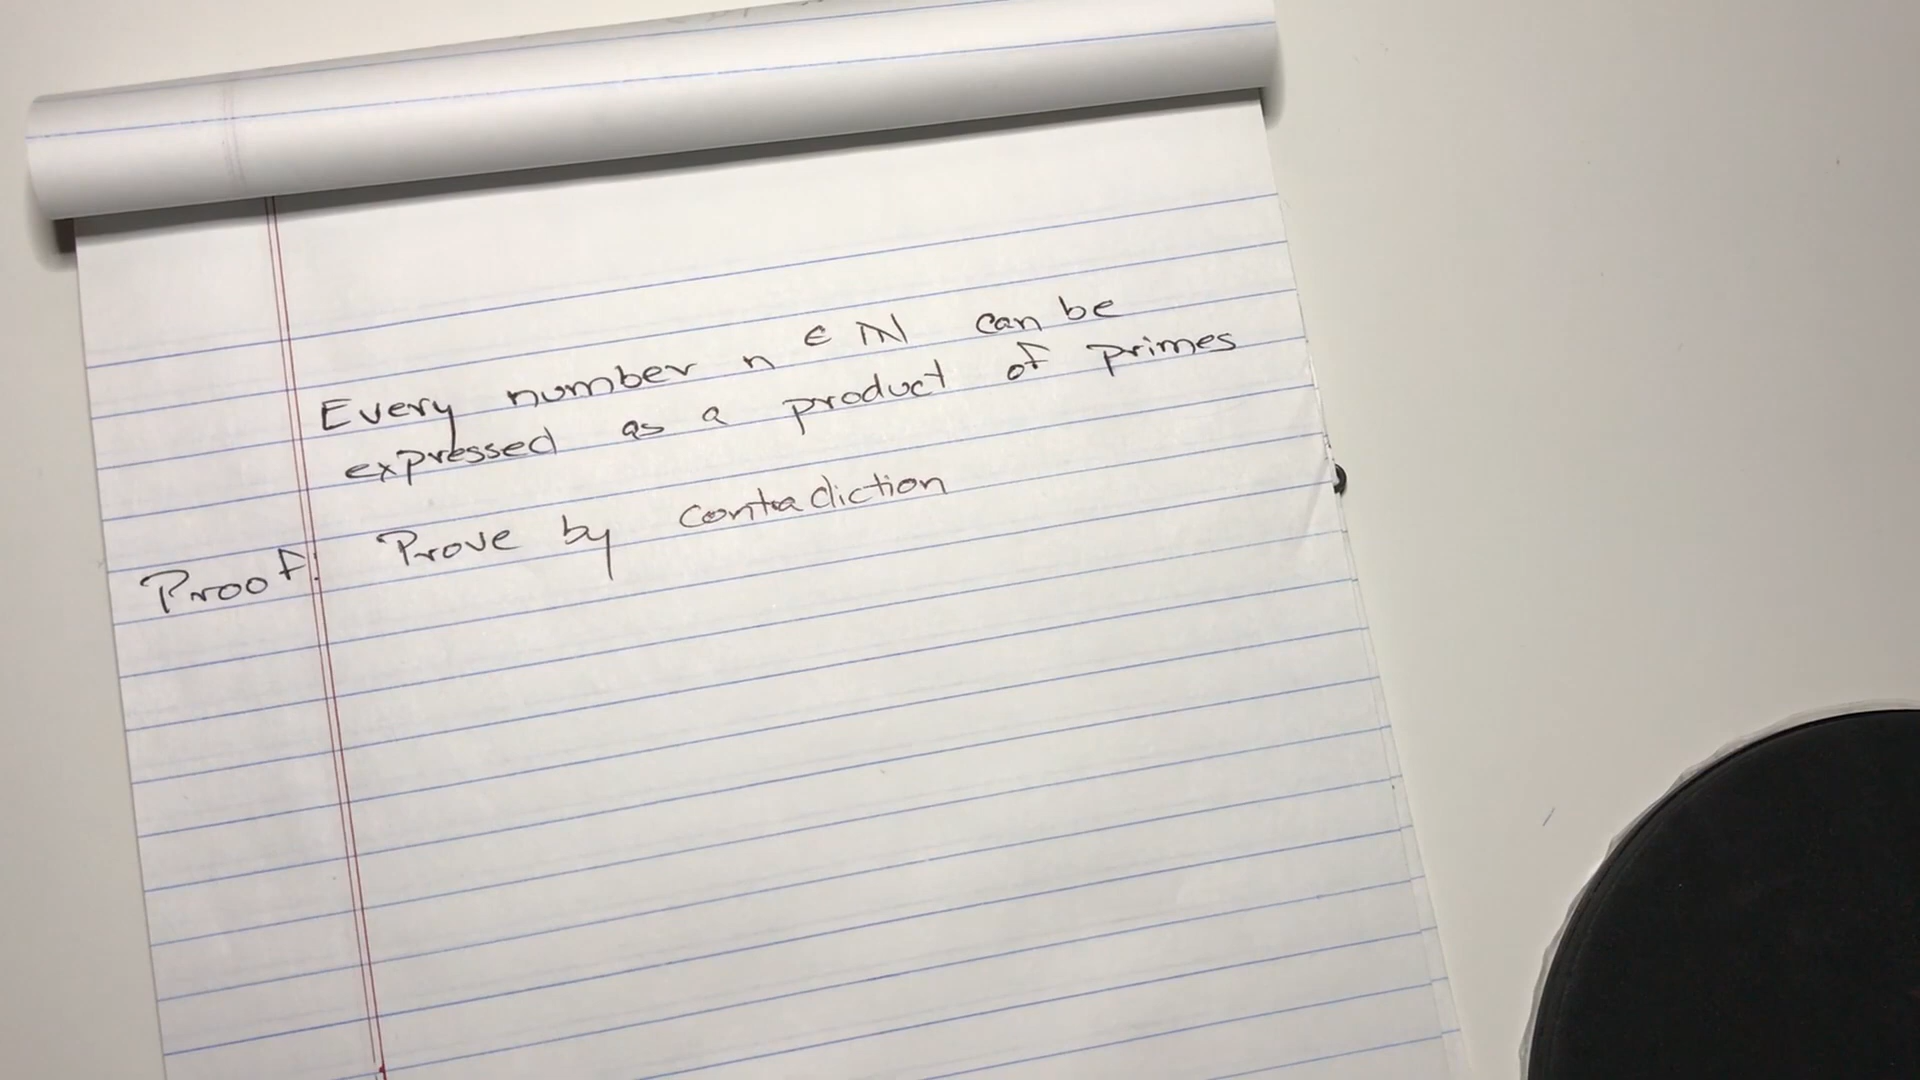 Every number n ∈ ℕ can be
expressed as a product of primes
Proof: Prove by contradiction